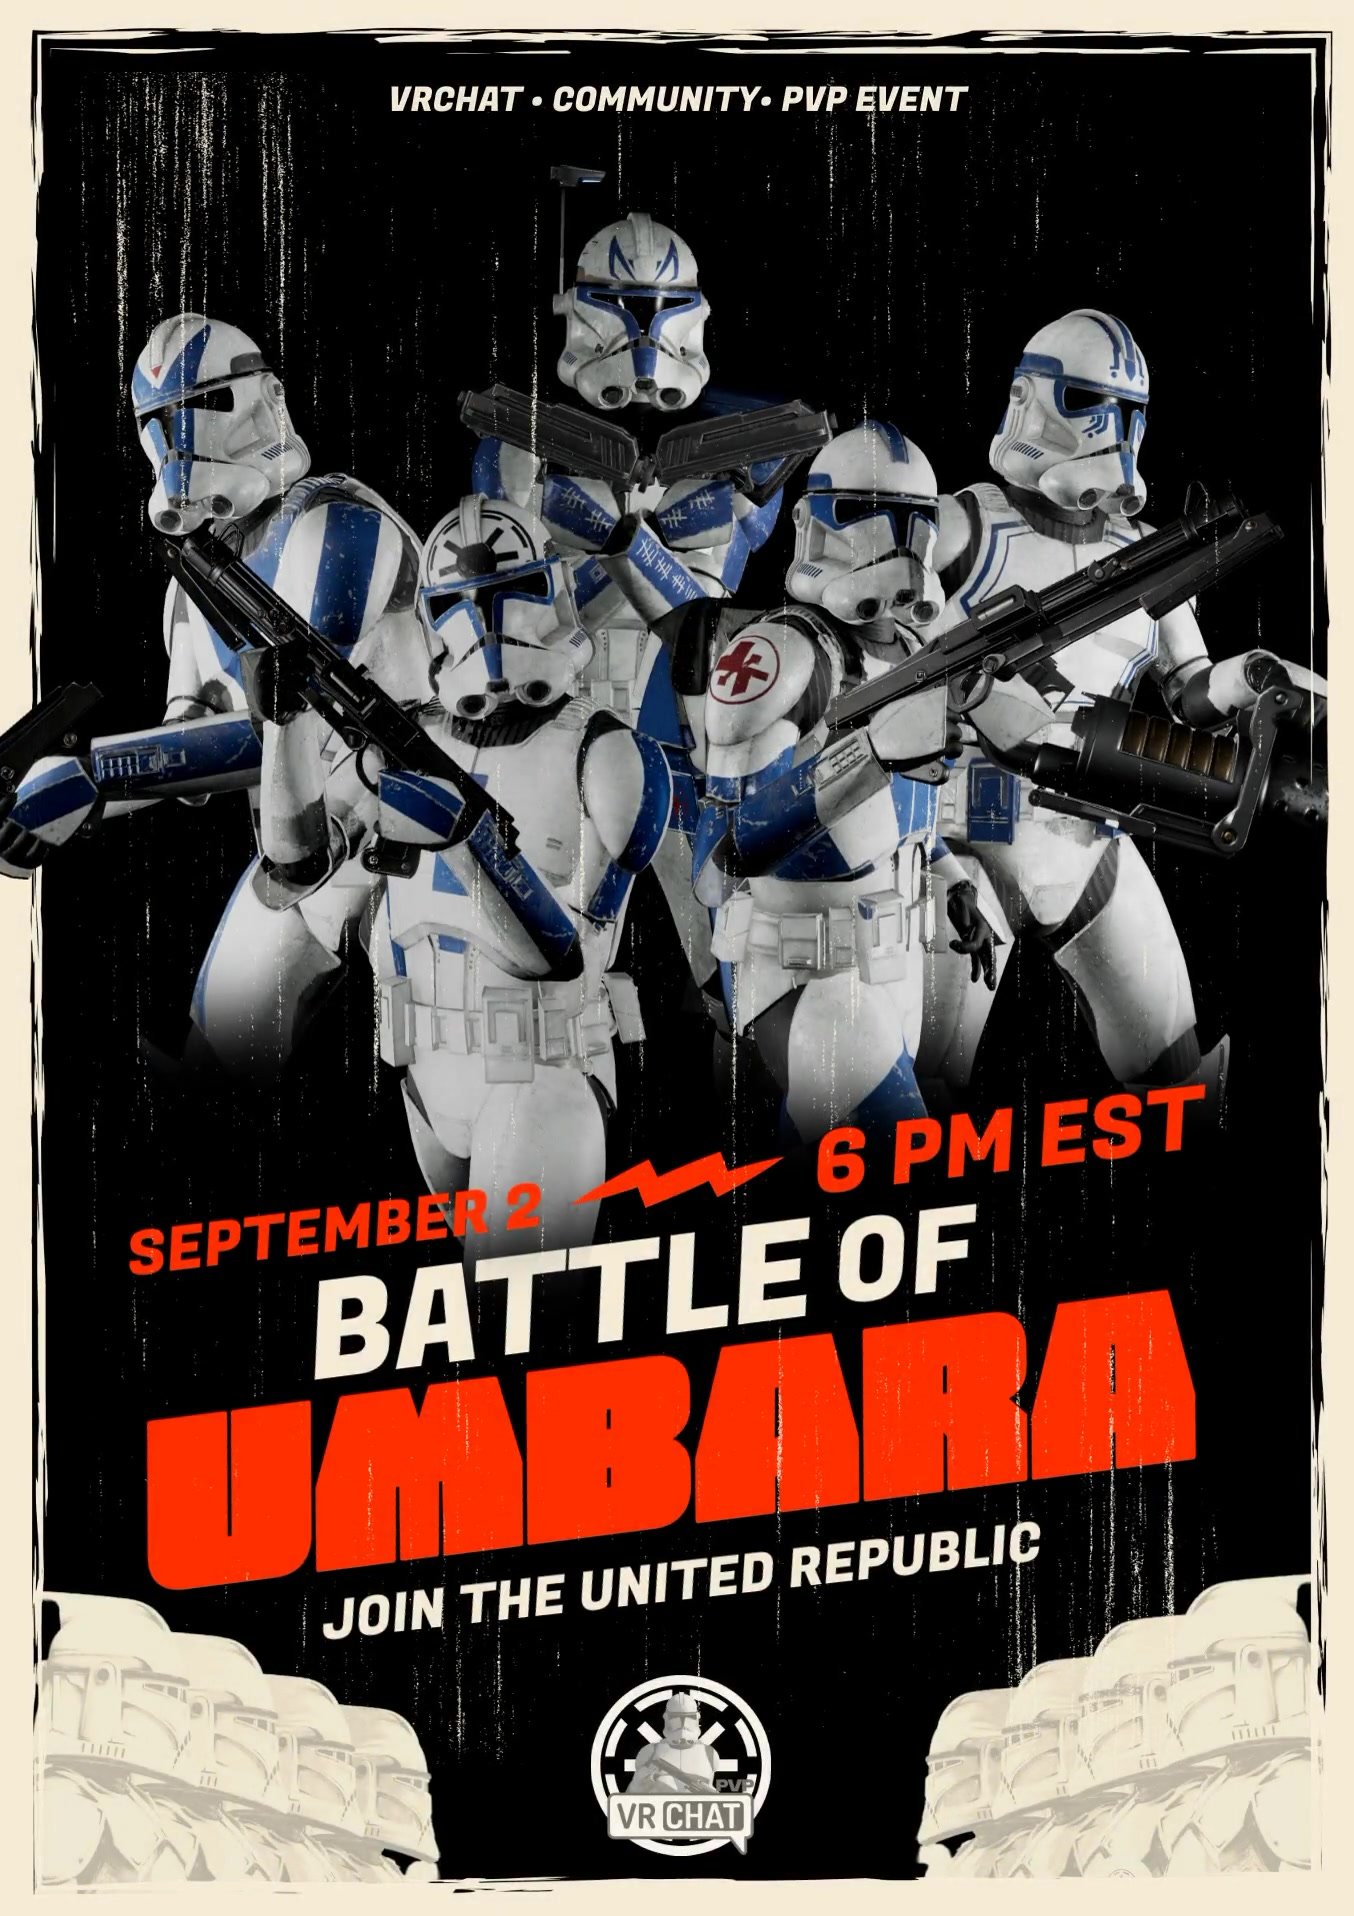 VRCHAT • COMMUNITY• PVP EVENT
SEPTEMBER 2 6 PM EST
BATTLE OF
UMBARA
JOIN THE UNITED REPUBLIC
PVP
VR CHAT